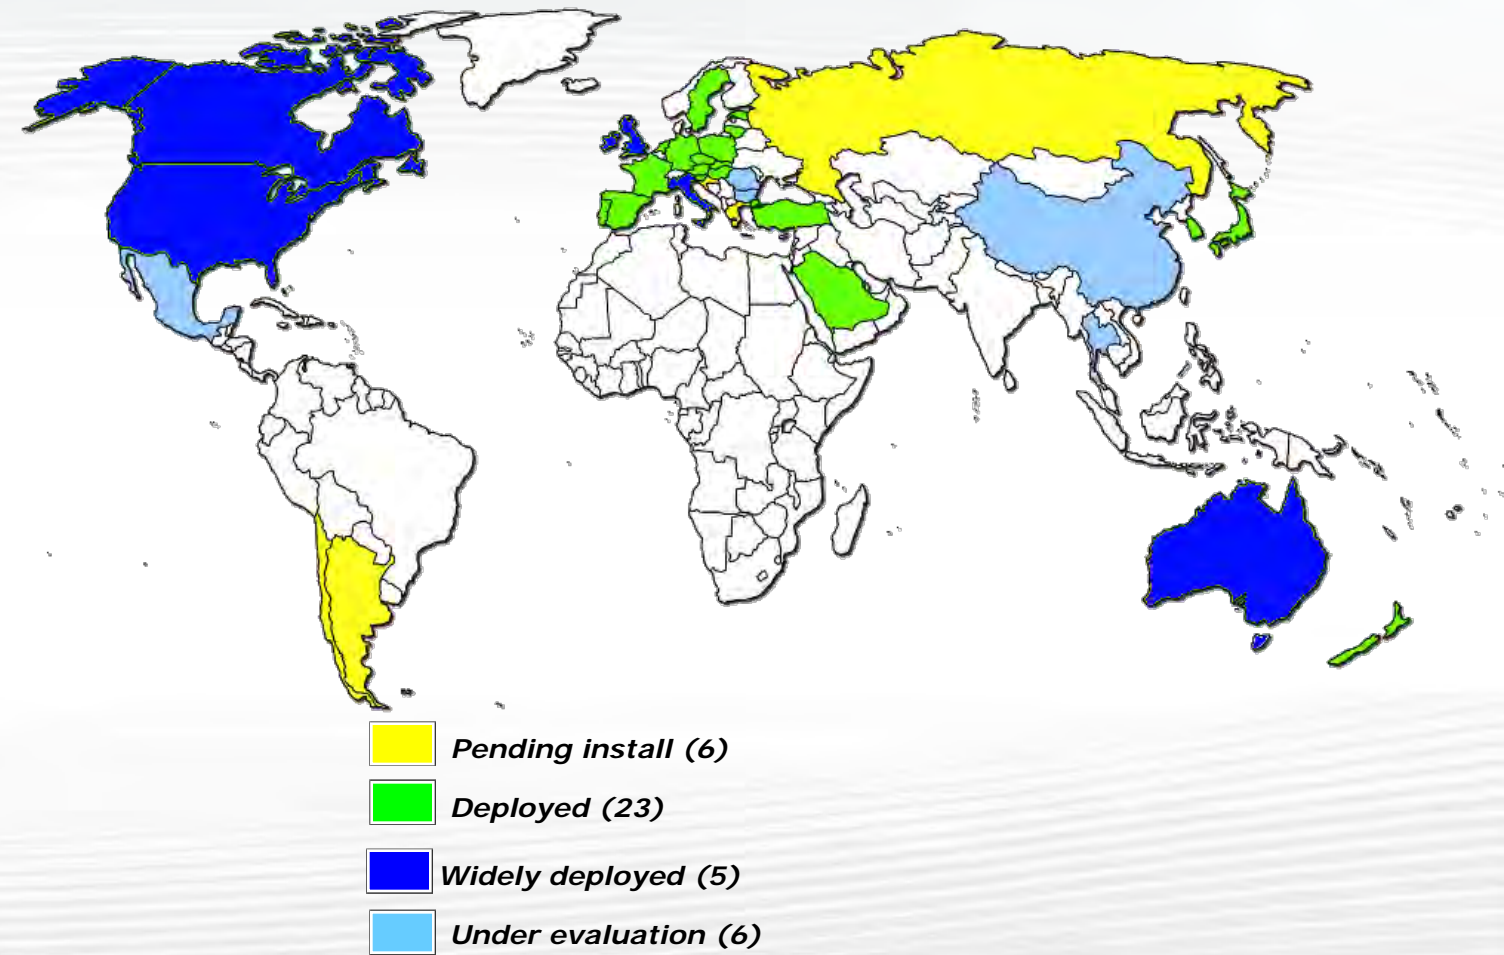 Pending install (6)
Deployed (23)
Widely deployed (5)
Under evaluation (6)